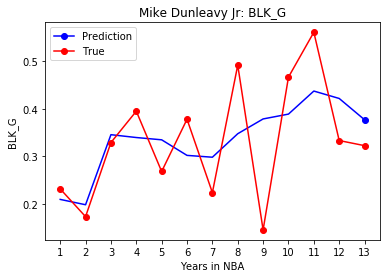 Mike Dunleavy Jr: BLK_G
Prediction
True
0.5
0.4
0.3
0.2
BLK_G
1 2 3 4 5 6 7 8 9 10 11 12 13
Years in NBA